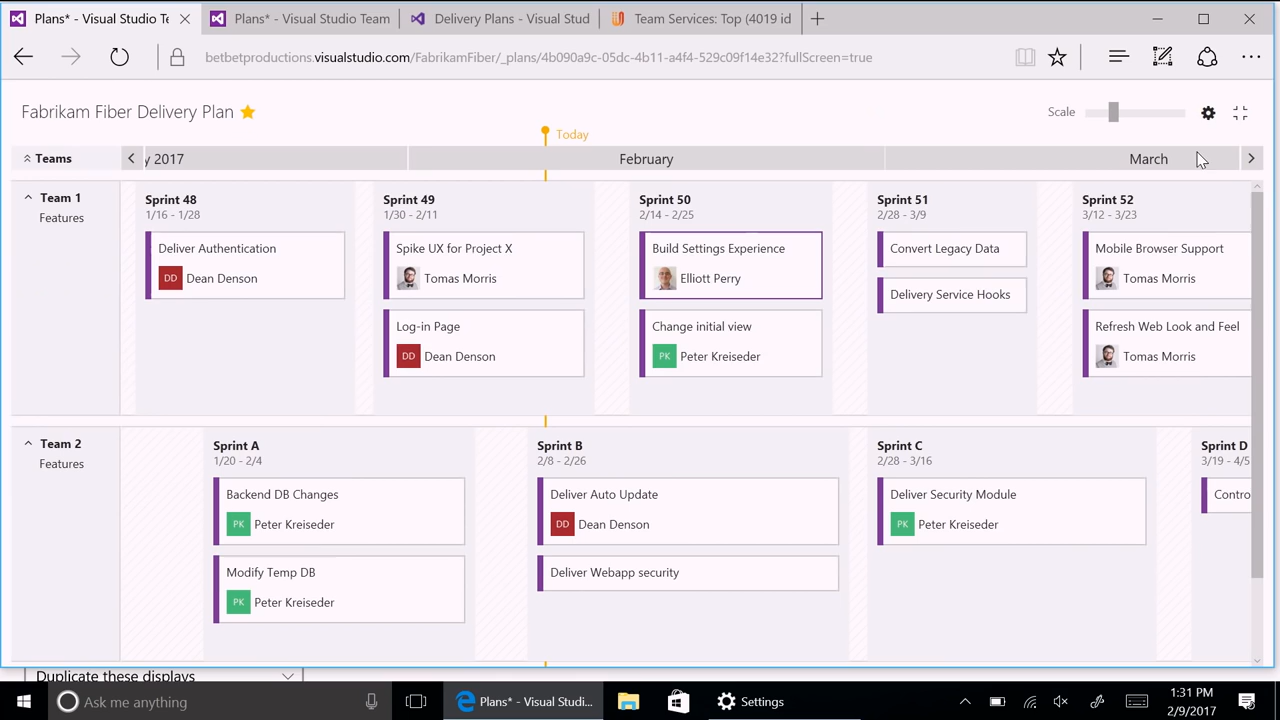 Plans* - Visual Studio Te
Plans* - Visual Studio Team
Delivery Plans - Visual Stud
Team Services: Top (4019 id
betbetproductions.visualstudio.com/FabrikamFiber/_plans/4b090a9c-05dc-4b11-a4f4-529c09f14e32?fullScreen=true
Fabrikam Fiber Delivery Plan
Scale
Today
Teams
y 2017
February
March
Team 1
Features
Sprint 48
1/16 - 1/28
Deliver Authentication
DD Dean Denson
Sprint 49
1/30 - 2/11
Spike UX for Project X
Tomas Morris
Log-in Page
DD Dean Denson
Sprint 50
2/14 - 2/25
Build Settings Experience
Elliott Perry
Change initial view
PK Peter Kreiseder
Sprint 51
2/28 - 3/9
Convert Legacy Data
Delivery Service Hooks
Sprint 52
3/12 - 3/23
Mobile Browser Support
Tomas Morris
Refresh Web Look and Feel
Tomas Morris
Team 2
Features
Sprint A
1/20 - 2/4
Backend DB Changes
PK Peter Kreiseder
Modify Temp DB
PK Peter Kreiseder
Sprint B
2/8 - 2/26
Deliver Auto Update
DD Dean Denson
Deliver Webapp security
Sprint C
2/28 - 3/16
Deliver Security Module
PK Peter Kreiseder
Sprint D
3/19 - 4/5
Contro
Duplicate these displays
Ask me anything
Plans* - Visual Studi...
Settings
1:31 PM
2/9/2017